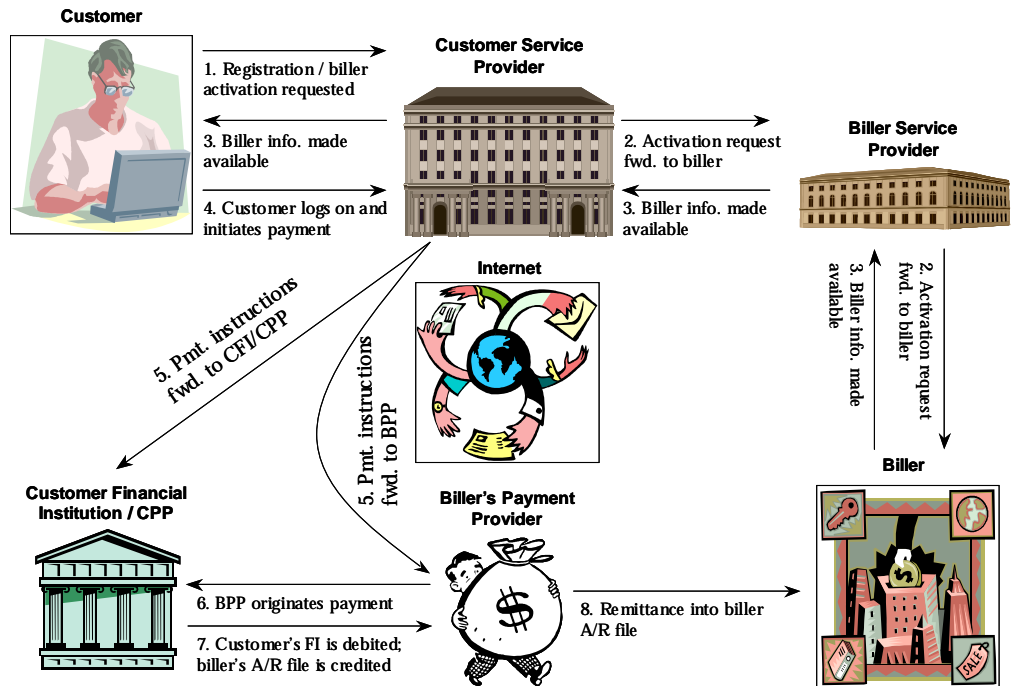 Customer
1. Registration / biller
activation requested
3. Biller info. made
available
4. Customer logs on and
initiates payment
Customer Service
Provider
2. Activation request
fwd. to biller
3. Biller info. made
available
Biller Service
Provider
3. Biller info. made
available
2. Activation request
fwd. to biller
Internet
5. Pmt. instructions
fwd. to CFI/CPP
5. Pmt. instructions
fwd. to BPP
Customer Financial
Institution / CPP
Biller's Payment
Provider
$
6. BPP originates payment
7. Customer's FI is debited;
biller's A/R file is credited
8. Remittance into biller
A/R file
Biller
$
SALE